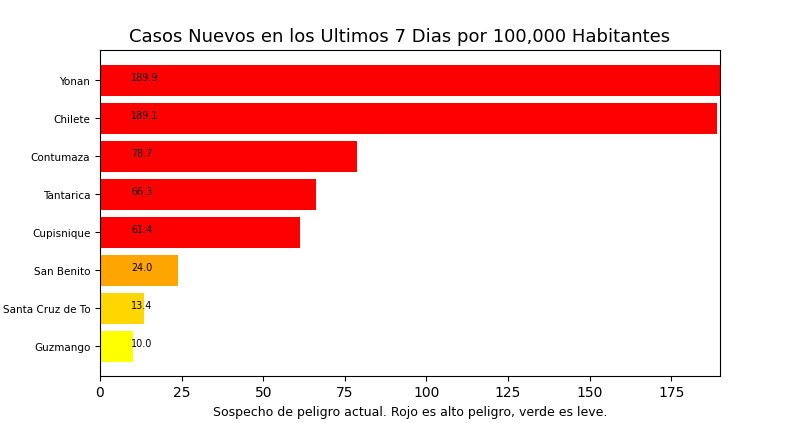 Casos Nuevos en los Ultimos 7 Dias por 100,000 Habitantes
Yonan 189.9
Chilete 189.1
Contumaza 78.7
Tantarica 66.3
Cupisnique 61.4
San Benito 24.0
Santa Cruz de To 13.4
Guzmango 10.0
0 25 50 75 100 125 150 175
Sospecho de peligro actual. Rojo es alto peligro, verde es leve.